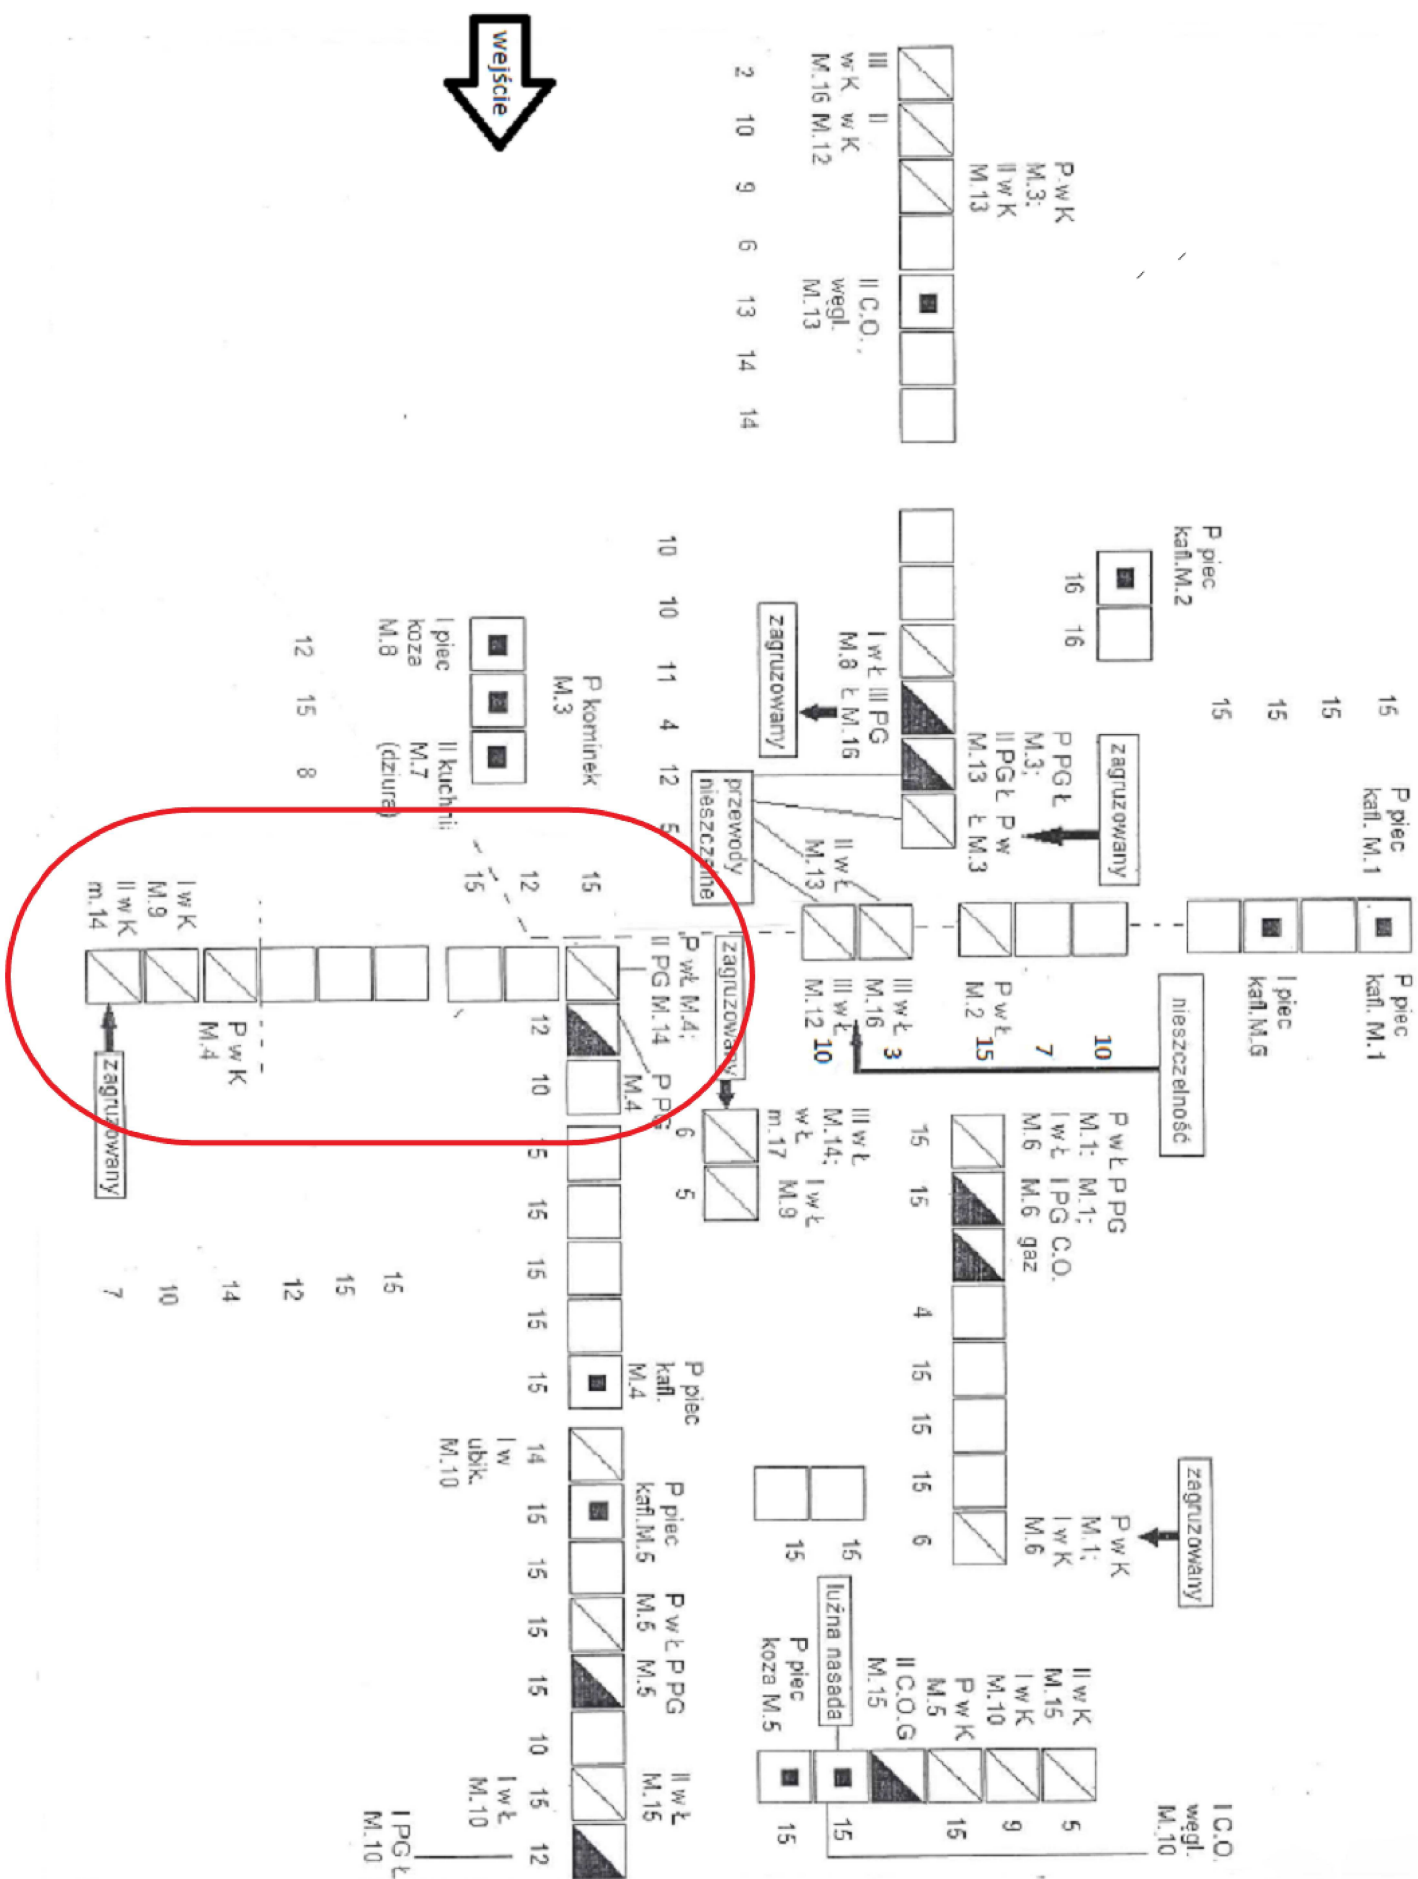 wejście
III
w K
M.16
II
w K
M.12
P w K
M.3;
II w K
M.13
2
10
9
6
13
14
14
II C.O.,
węgl.
M.13
P piec
kafl.M.2
16
16
10
10
11
4
12
5
zagruzowany
I w Ł III PG
M.8 Ł M.16
P PG Ł
M.3;
II PGŁ P w
M.13 Ł M.3
zagruzowany
przewody
nieszczelne
15
15
15
15
P piec
kafl. M.1
P piec
kafl. M.1
I piec
kafl.M.6
I piec
koza
M.8
P kominek
M.3
II kuchnii
M.7
(dziura)
12
15
8
II w Ł
M.13
III w Ł
M.16
III w Ł
M.12
P w Ł
M.2
10
3
15
7
10
nieszczelność
15
12
15
I w K
M.9
II w K
m.14
P w K
M.4
zagruzowany
P wŁ M.4;
II PG M.14
P PG
M.4
zagruzowany
12
10
5
15
15
15
15
7
10
14
12
15
15
6
5
III w Ł
M.14;
w Ł I w Ł
m.17 M.9
P w Ł P PG
M.1; M.1;
I w Ł I PG C.O.
M.6 M.6 gaz
15
15
4
15
15
15
6
P w K
M.1;
I w K
M.6
zagruzowany
P piec
kafl.
M.4
14
15
15
15
15
10
15
12
I w
ubik.
M.10
P piec
kafl.M.5
P w Ł P PG
M.5 M.5
II w Ł
M.15
I w Ł
M.10
I PG Ł
M.10
15
15
luźna nasada
P piec
koza M.5
II C.O.G
M.15
P w K
M.5
I w K
M.10
II w K
M.15
15
15
15
9
5
I C.O.
węgl.
M.10